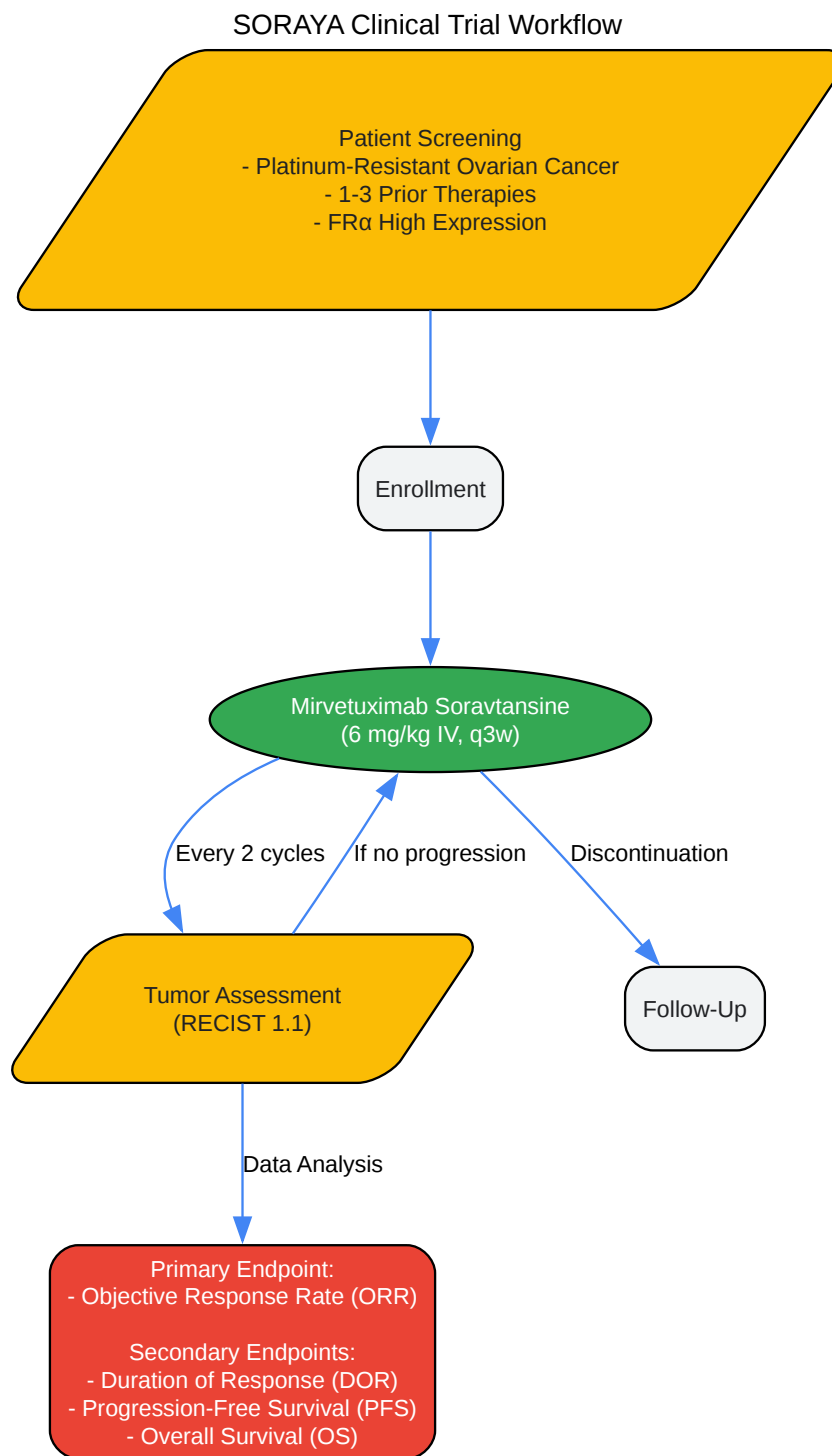 SORAYA Clinical Trial Workflow
Patient Screening
- Platinum-Resistant Ovarian Cancer
- 1-3 Prior Therapies
- FRα High Expression
Enrollment
Mirvetuximab Soravtansine
(6 mg/kg IV, q3w)
Every 2 cycles
If no progression
Discontinuation
Tumor Assessment
(RECIST 1.1)
Follow-Up
Data Analysis
Primary Endpoint:
- Objective Response Rate (ORR)
Secondary Endpoints:
- Duration of Response (DOR)
- Progression-Free Survival (PFS)
- Overall Survival (OS)